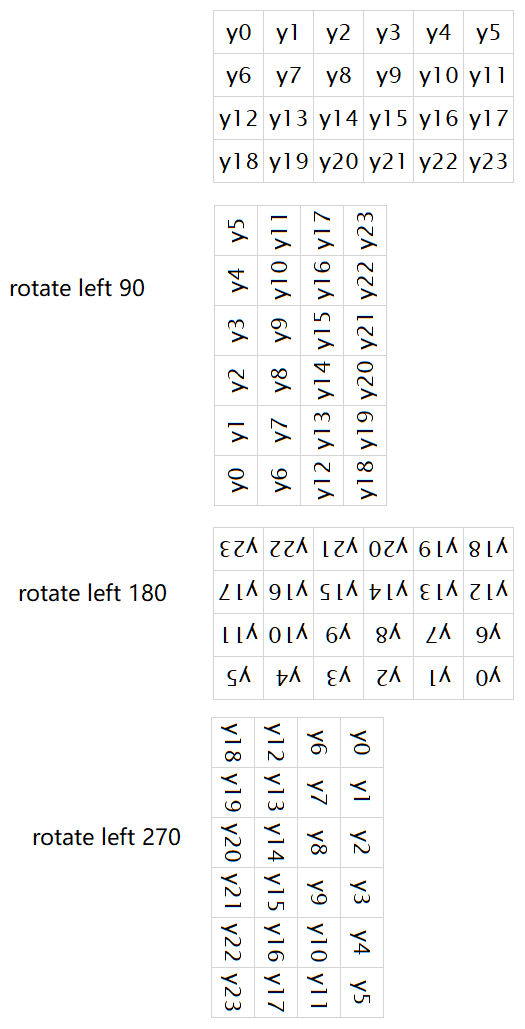 y0 y1 y2 y3 y4 y5
y6 y7 y8 y9 y10 y11
y12 y13 y14 y15 y16 y17
y18 y19 y20 y21 y22 y23
rotate left 90
y5 y11 y17 y23
y4 y10 y16 y22
y3 y9 y15 y21
y2 y8 y14 y20
y1 y7 y13 y19
y0 y6 y12 y18
rotate left 180
y23 y22 y21 y20 y19 y18
y17 y16 y15 y14 y13 y12
y11 y10 y9 y8 y7 y6
y5 y4 y3 y2 y1 y0
rotate left 270
y18 y12 y6 y0
y19 y13 y7 y1
y20 y14 y8 y2
y21 y15 y9 y3
y22 y16 y10 y4
y23 y17 y11 y5